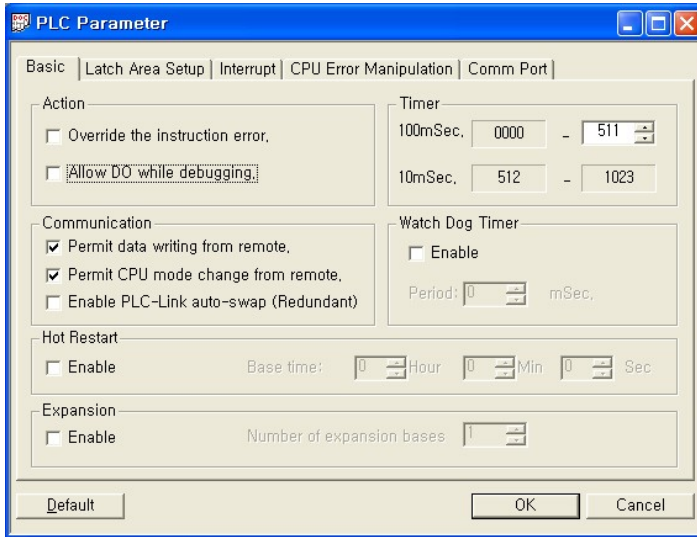 PLC Parameter
Basic Latch Area Setup Interrupt CPU Error Manipulation Comm Port
Action
Override the instruction error,
Allow DO while debugging,
Timer
100mSec, 0000 - 511
10mSec, 512 - 1023
Communication
Permit data writing from remote,
Permit CPU mode change from remote,
Enable PLC-Link auto-swap (Redundant)
Watch Dog Timer
Enable
Period: 0 mSec,
Hot Restart
Enable Base time: 0 Hour 0 Min 0 Sec
Expansion
Enable Number of expansion bases 1
Default OK Cancel